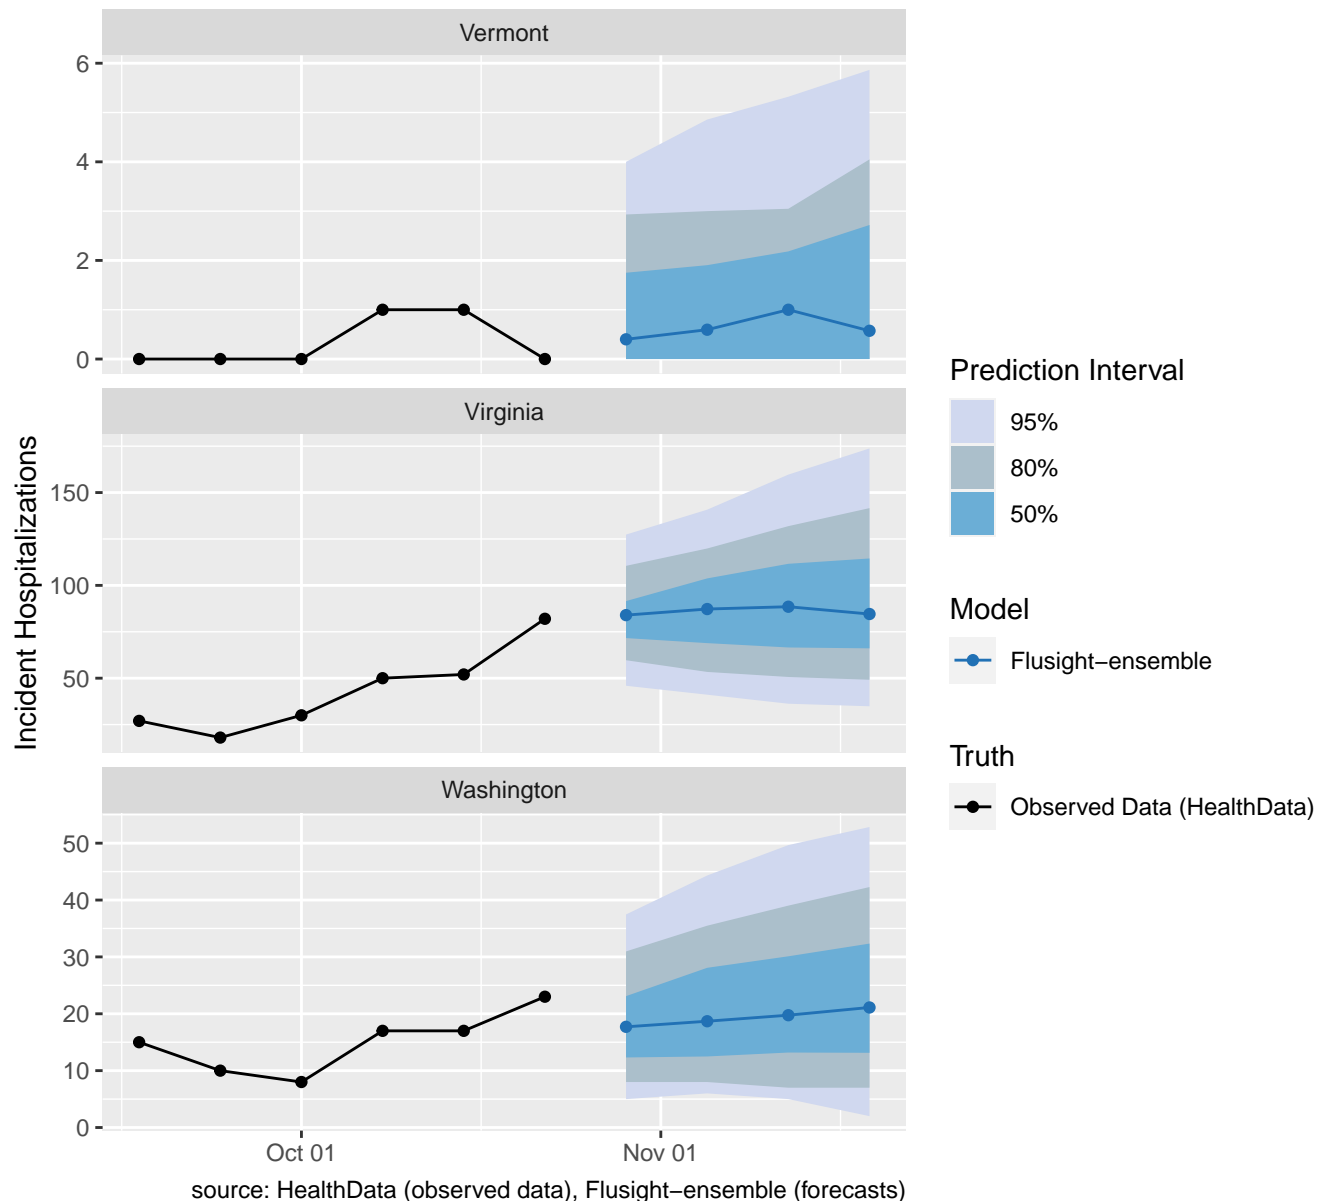 Vermont
6
4
2
0
Virginia
150
100
50
Washington
50
40
30
20
10
0
Incident Hospitalizations
Oct 01
Nov 01
source: HealthData (observed data), Flusight−ensemble (forecasts)
Prediction Interval
95%
80%
50%
Model
Flusight−ensemble
Truth
Observed Data (HealthData)